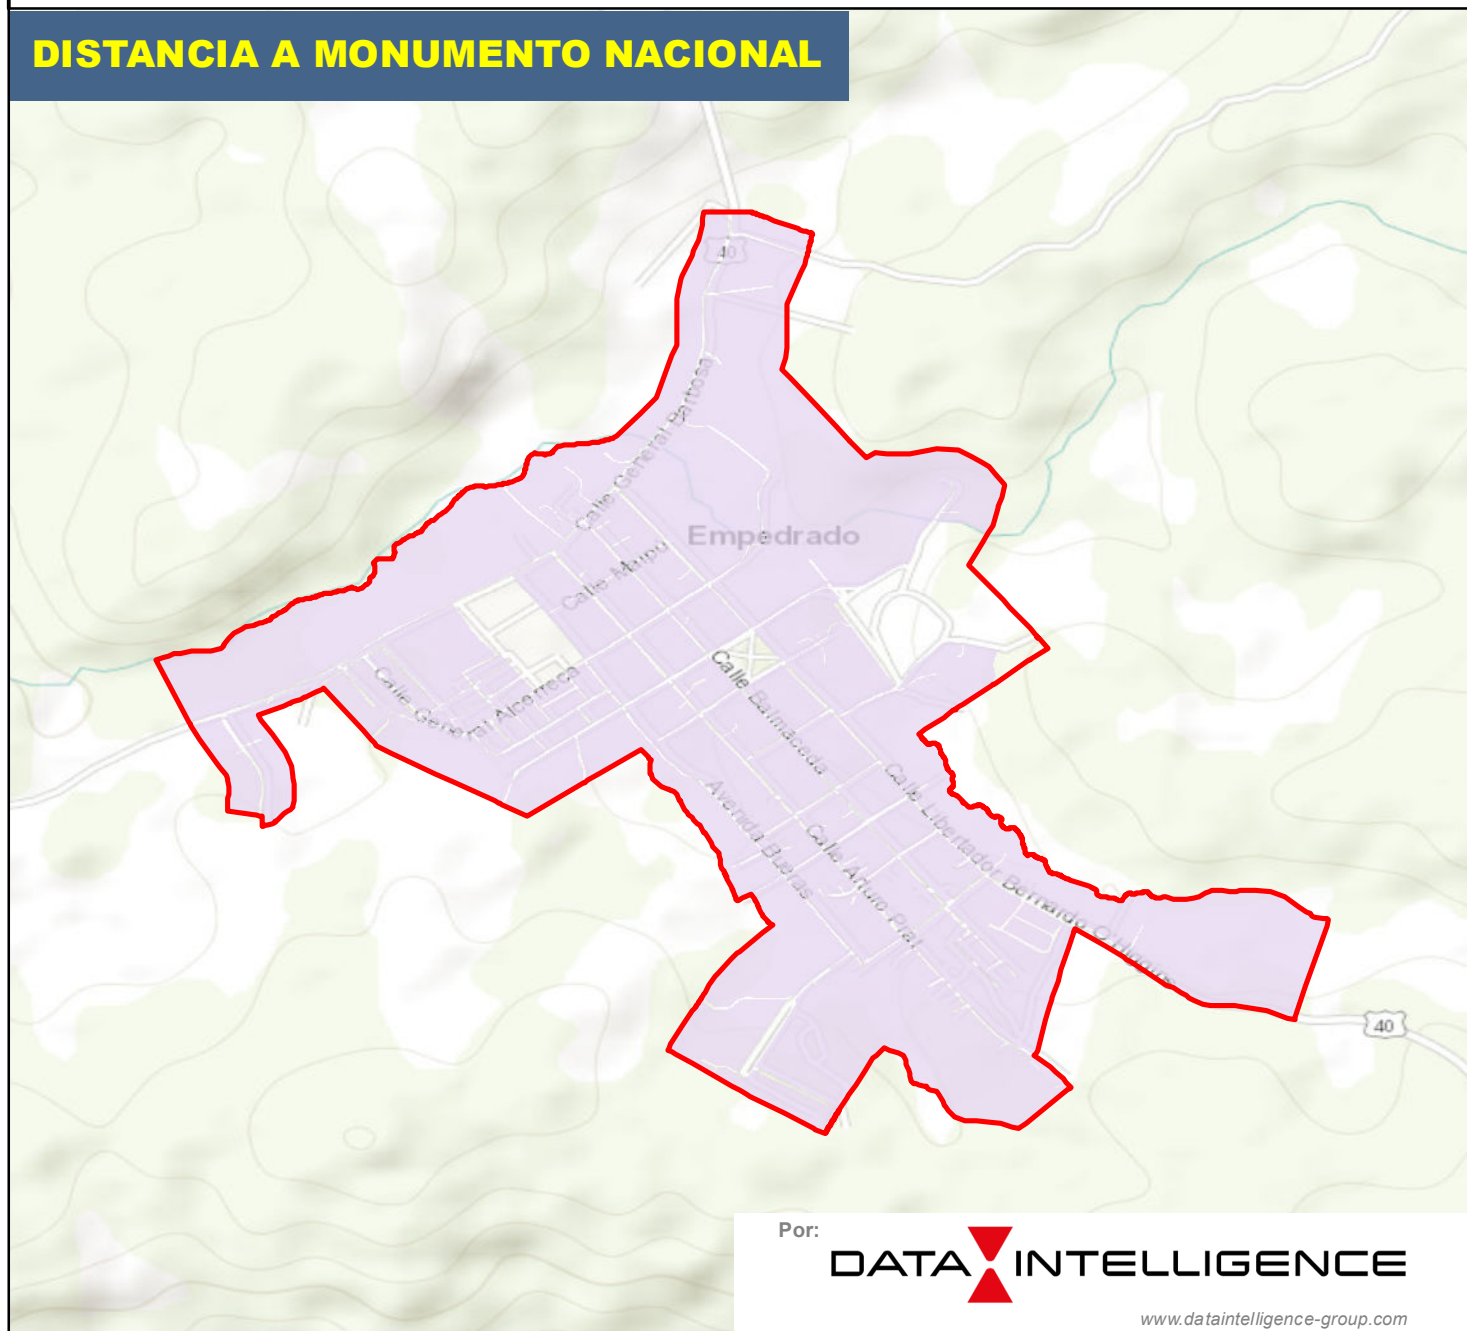 DISTANCIA A MONUMENTO NACIONAL
40
Calle General Barbosa
Empedrado
Calle Maipu
Calle General Alcerreca
Calle Balmaceda
Calle Libertador Bernardo O'Higgins
Avenida Bueras
Calle Arturo Prat
40
Por:
DATA INTELLIGENCE
www.dataintelligence-group.com